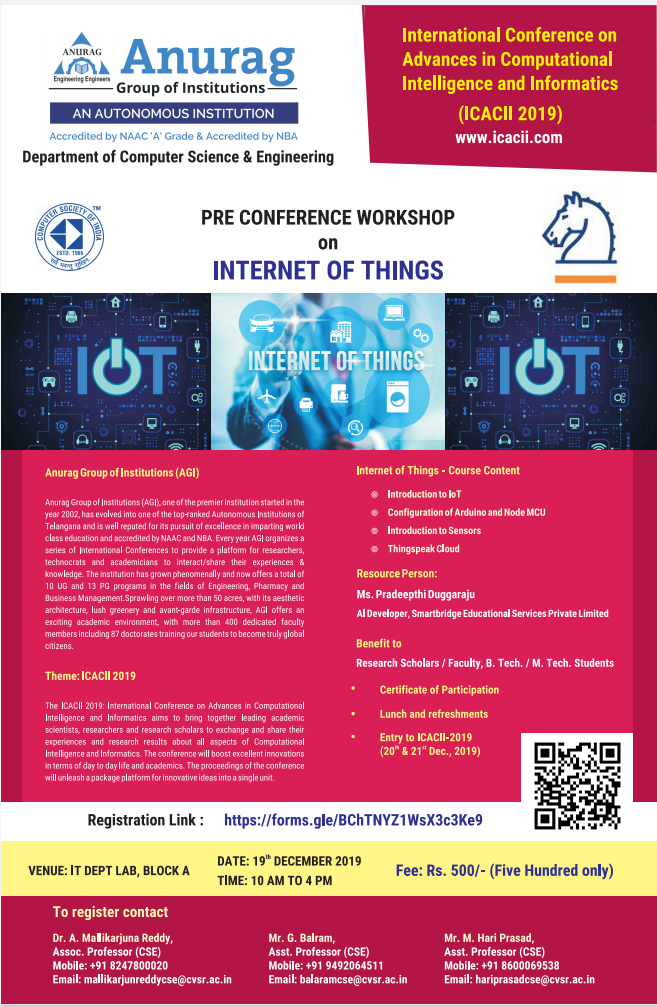 ANURAG
Engineering Engineers
Anurag
Group of Institutions
AN AUTONOMOUS INSTITUTION
Accredited by NAAC 'A' Grade & Accredited by NBA
Department of Computer Science & Engineering
International Conference on
Advances in Computational
Intelligence and Informatics
(ICACII 2019)
www.icacii.com
COMPUTER SOCIETY OF INDIA
ESTD. 1965
TM
PRE CONFERENCE WORKSHOP
on
INTERNET OF THINGS
IOT
INTERNET OF THINGS
IOT
Anurag Group of Institutions (AGI)
Anurag Group of Institutions (AGI), one of the premier institution started in the
year 2002, has evolved into one of the top-ranked Autonomous Institutions of
Telangana and is well reputed for its pursuit of excellence in imparting world
class education and accredited by NAAC and NBA. Every year AGI organizes a
series of International Conferences to provide a platform for researchers,
technocrats and academicians to interact/share their experiences &
knowledge. The institution has grown phenomenally and now offers a total of
10 UG and 13 PG programs in the fields of Engineering, Pharmacy and
Business Management.Sprawling over more than 50 acres, with its aesthetic
architecture, lush greenery and avant-garde infrastructure, AGI offers an
exciting academic environment, with more than 400 dedicated faculty
members including 87 doctorates training our students to become truly global
citizens.
Theme: ICACII 2019
The ICACII 2019: International Conference on Advances in Computational
Intelligence and Informatics aims to bring together leading academic
scientists, researchers and research scholars to exchange and share their
experiences and research results about all aspects of Computational
Intelligence and Informatics. The conference will boost excellent innovations
in terms of day to day life and academics. The proceedings of the conference
will unleash a package platform for innovative ideas into a single unit.
Internet of Things - Course Content
Introduction to IoT
Configuration of Arduino and Node MCU
Introduction to Sensors
Thingspeak Cloud
Resource Person:
Ms. Pradeepthi Duggaraju
AI Developer, Smartbridge Educational Services Private Limited
Benefit to
Research Scholars / Faculty, B. Tech. / M. Tech. Students
• Certificate of Participation
• Lunch and refreshments
• Entry to ICACII-2019
(20th & 21st Dec., 2019)
Registration Link : https://forms.gle/BChTNYZ1WsX3c3Ke9
VENUE: IT DEPT LAB, BLOCK A
DATE: 19th DECEMBER 2019
TIME: 10 AM TO 4 PM
Fee: Rs. 500/- (Five Hundred only)
To register contact
Dr. A. Mallikarjuna Reddy,
Assoc. Professor (CSE)
Mobile: +91 8247800020
Email: mallikarjunreddycse@cvsr.ac.in
Mr. G. Balram,
Asst. Professor (CSE)
Mobile: +91 9492064511
Email: balaramcse@cvsr.ac.in
Mr. M. Hari Prasad,
Asst. Professor (CSE)
Mobile: +91 8600069538
Email: hariprasadcse@cvsr.ac.in